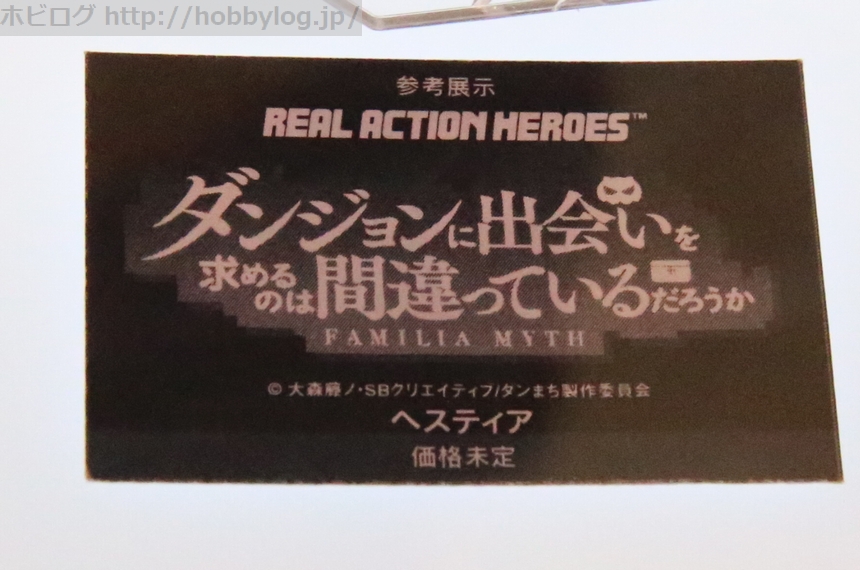 ホビログ http://hobbylog.jp/
参考展示
REAL ACTION HEROES™
ダンジョンに出会いを
求めるのは間違っているだろうか
FAMILIA MYTH
© 大森藤ノ・SBクリエイティブ/ダンまち製作委員会
ヘスティア
価格未定